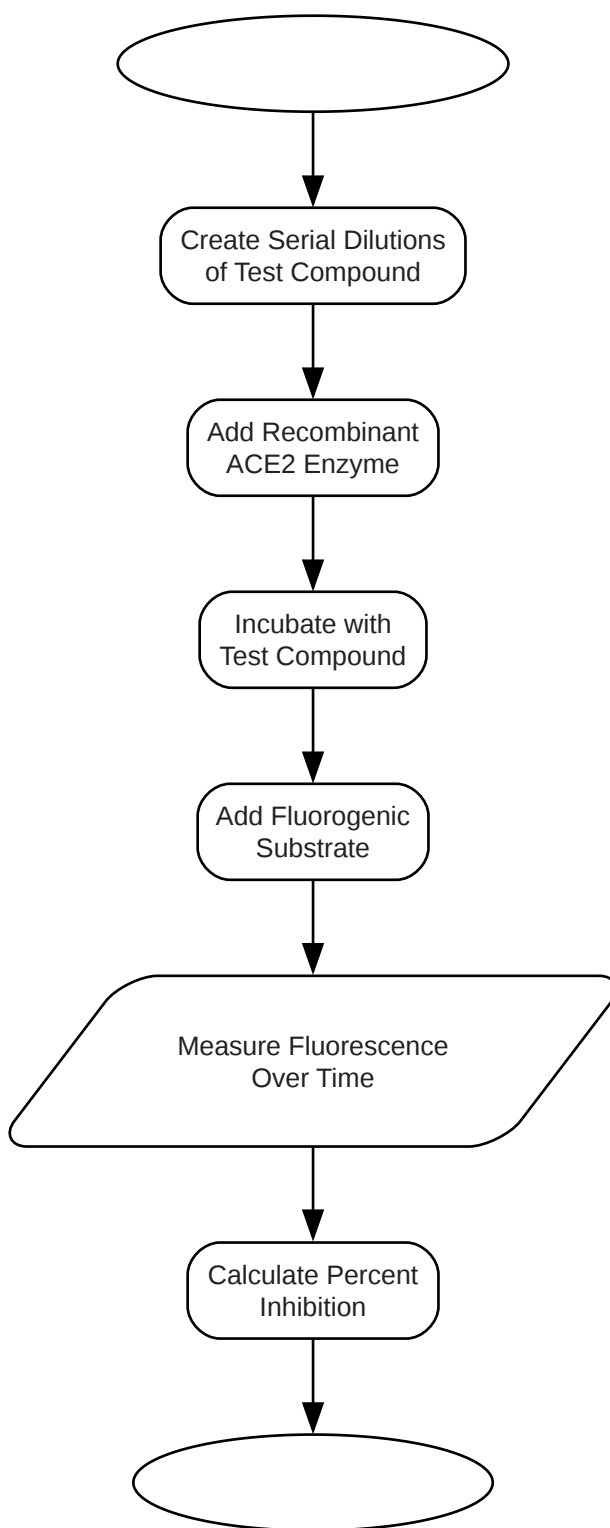 Create Serial Dilutions
of Test Compound
Add Recombinant
ACE2 Enzyme
Incubate with
Test Compound
Add Fluorogenic
Substrate
Measure Fluorescence
Over Time
Calculate Percent
Inhibition